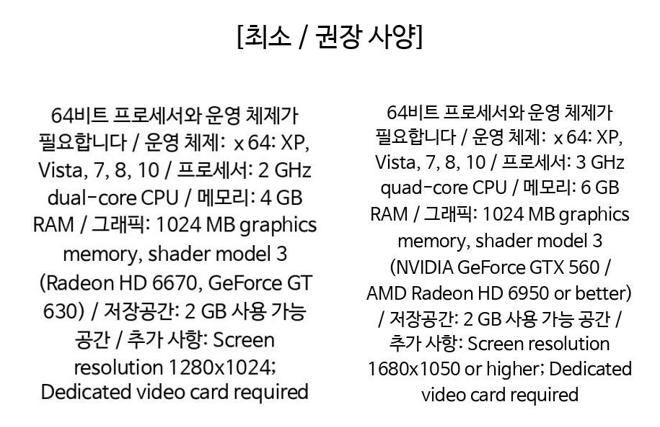 [최소 / 권장 사양]
64비트 프로세서와 운영 체제가
필요합니다 / 운영 체제: x 64: XP,
Vista, 7, 8, 10 / 프로세서: 2 GHz
dual-core CPU / 메모리: 4 GB
RAM / 그래픽: 1024 MB graphics
memory, shader model 3
(Radeon HD 6670, GeForce GT
630) / 저장공간: 2 GB 사용 가능
공간 / 추가 사항: Screen
resolution 1280x1024;
Dedicated video card required
64비트 프로세서와 운영 체제가
필요합니다 / 운영 체제: x 64: XP,
Vista, 7, 8, 10 / 프로세서: 3 GHz
quad-core CPU / 메모리: 6 GB
RAM / 그래픽: 1024 MB graphics
memory, shader model 3
(NVIDIA GeForce GTX 560 /
AMD Radeon HD 6950 or better)
/ 저장공간: 2 GB 사용 가능 공간 /
추가 사항: Screen resolution
1680x1050 or higher; Dedicated
video card required